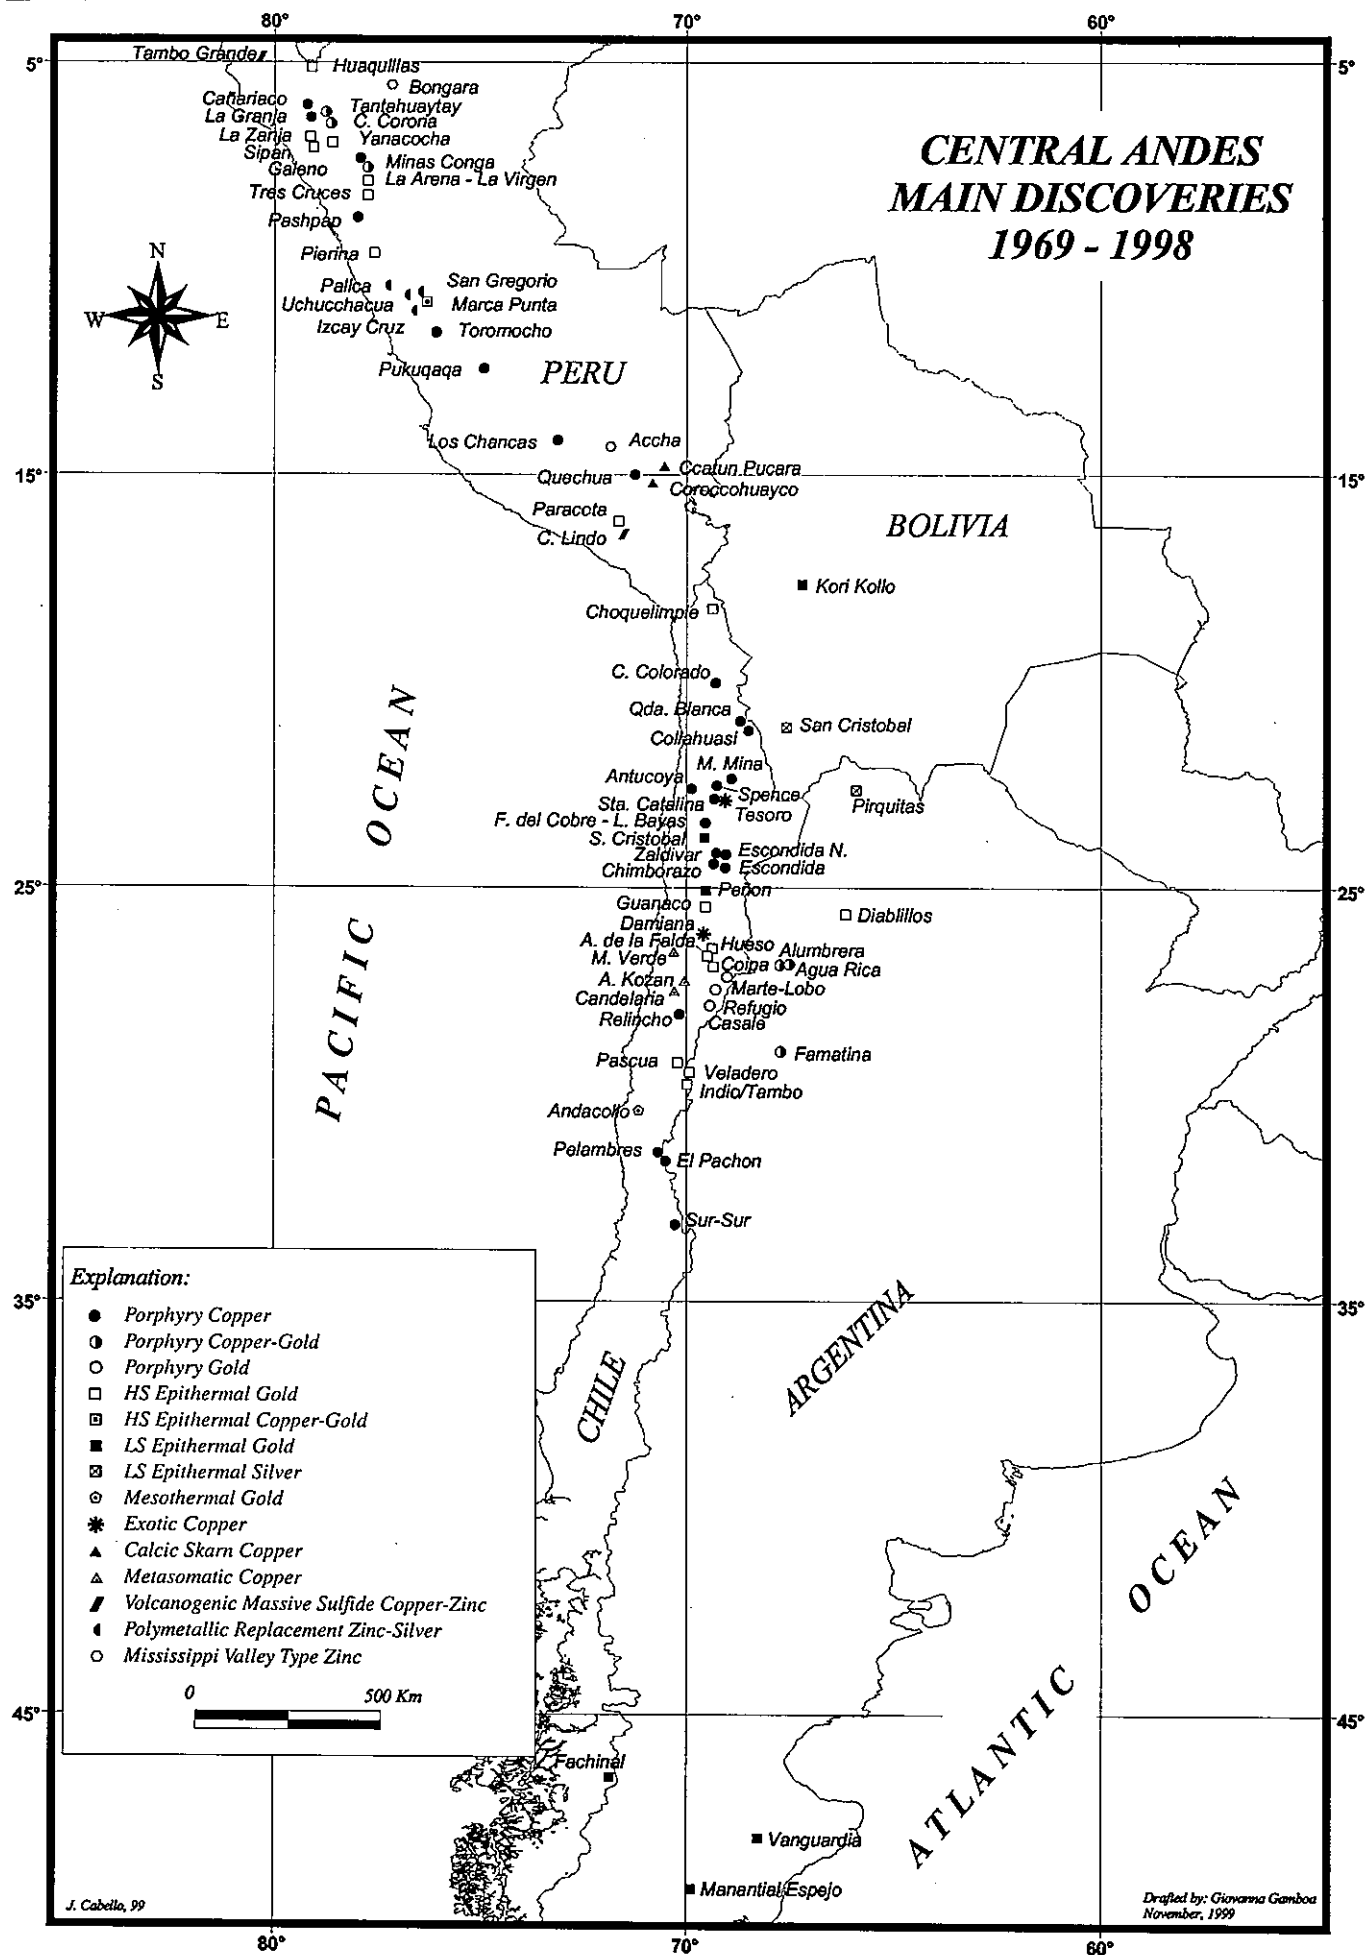 80°
70°
60°
5°
5°
Tambo Grande
Huaquillas
Bongara
Cañariaco
Tantahuaytay
La Granja
C. Corona
La Zanja
Yanacocha
Sipan
Minas Conga
Galeno
La Arena - La Virgen
Tres Cruces
Pashpap
Pierina
CENTRAL ANDES
MAIN DISCOVERIES
1969 - 1998
N
W
E
S
Pallca
San Gregorio
Uchucchacua
Marca Punta
Izcay Cruz
Toromocho
Pukuqaqa
PERU
Los Chancas
Accha
15°
15°
Quechua
Ccatun Pucara
Coroccohuayco
Paracota
C. Lindo
BOLIVIA
Kori Kollo
Choquelimpie
C. Colorado
Qda. Blanca
San Cristobal
Collahuasi
M. Mina
Antucoya
Spence
Pirquitas
Sta. Catalina
Tesoro
F. del Cobre - L. Bayas
S. Cristobal
Zaldivar
Escondida N.
Chimborazo
Escondida
25°
25°
Peñon
Guanaco
Diablillos
Damiana
A. de la Falda
Hueso
Alumbrera
M. Verde
Coipa
Agua Rica
A. Kozan
Marte-Lobo
Candelaria
Refugio
Relincho
Casale
Pascua
Famatina
Veladero
Indio/Tambo
Andacollo
Pelambres
El Pachon
Sur-Sur
PACIFIC OCEAN
35°
35°
CHILE
ARGENTINA
ATLANTIC OCEAN
Explanation:
Porphyry Copper
Porphyry Copper-Gold
Porphyry Gold
HS Epithermal Gold
HS Epithermal Copper-Gold
LS Epithermal Gold
LS Epithermal Silver
Mesothermal Gold
Exotic Copper
Calcic Skarn Copper
Metasomatic Copper
Volcanogenic Massive Sulfide Copper-Zinc
Polymetallic Replacement Zinc-Silver
Mississippi Valley Type Zinc
0 500 Km
45°
45°
Fachinal
Vanguardia
Manantial Espejo
J. Cabello, 99
Drafted by: Giovanna Gamboa
November, 1999
80°
70°
60°